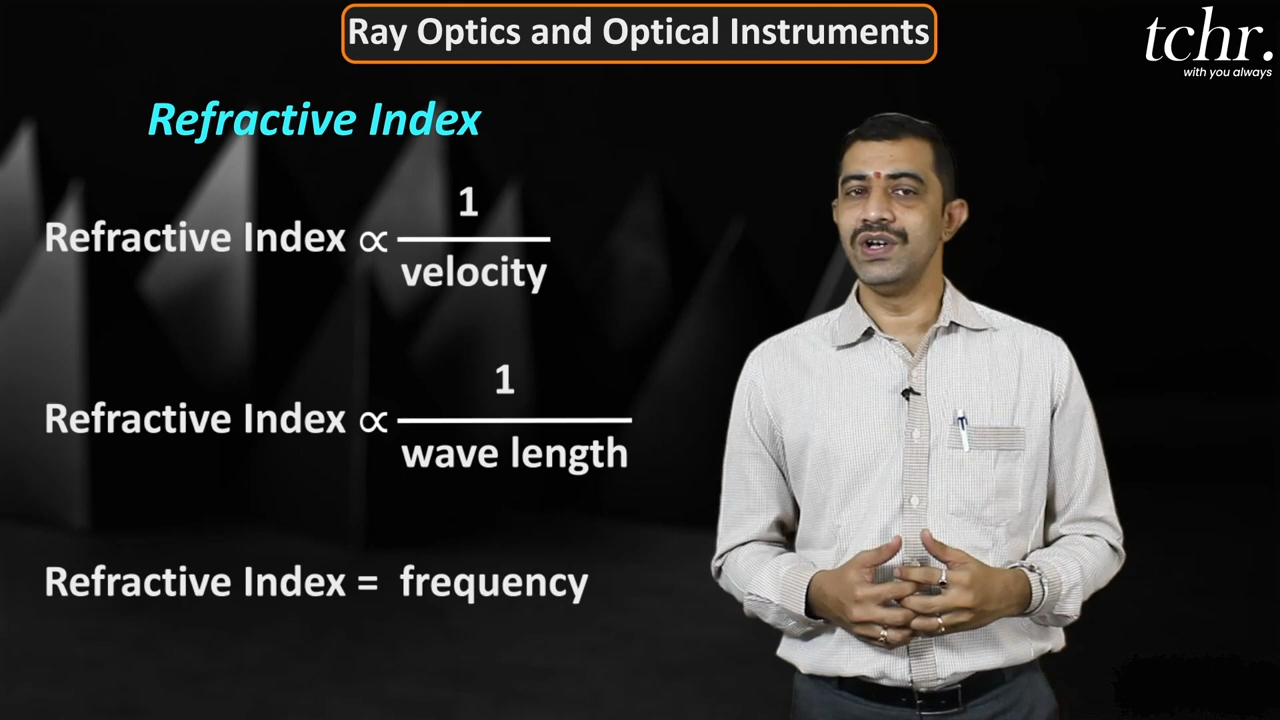 Ray Optics and Optical Instruments
tchr.
with you always
Refractive Index
Refractive Index ∝ 1
velocity
Refractive Index ∝ 1
wave length
Refractive Index = frequency